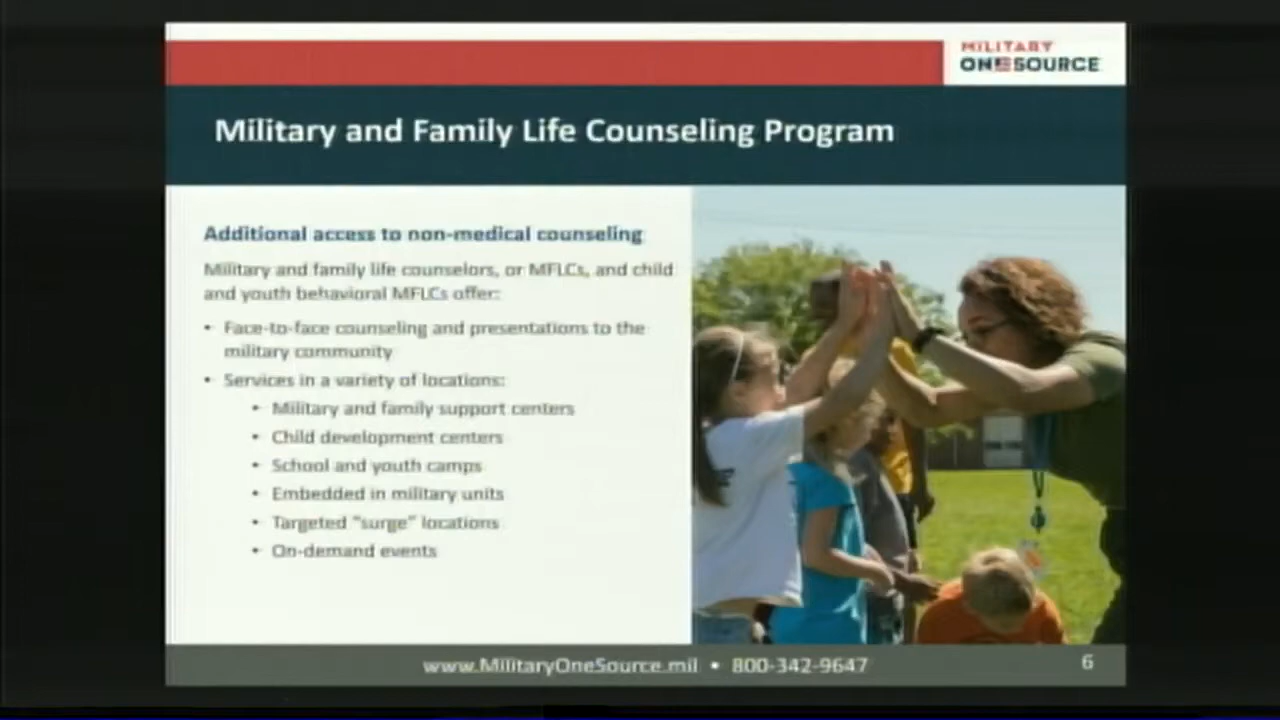 MILITARY
ONESOURCE
Military and Family Life Counseling Program
Additional access to non-medical counseling
Military and family life counselors, or MFLCs, and child
and youth behavioral MFLCs offer:
• Face-to-face counseling and presentations to the
military community
• Services in a variety of locations:
• Military and family support centers
• Child development centers
• School and youth camps
• Embedded in military units
• Targeted "surge" locations
• On-demand events
www.MilitaryOneSource.mil • 800-342-9647
6